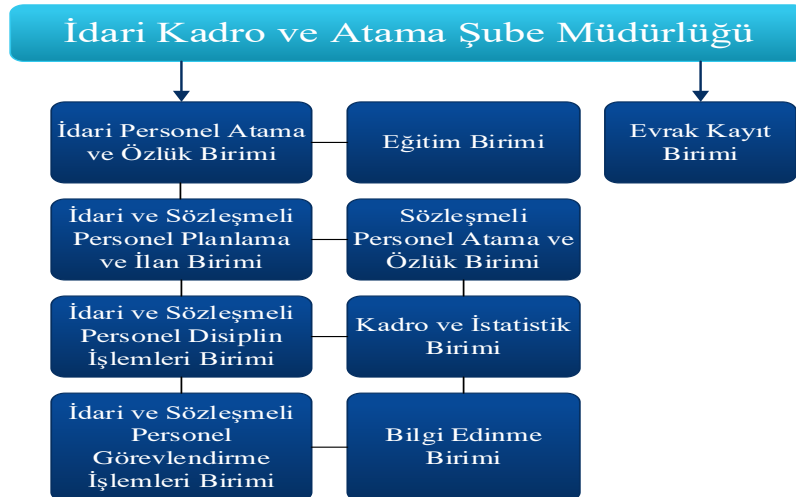 İdari Kadro ve Atama Şube Müdürlüğü
İdari Personel Atama
ve Özlük Birimi
Eğitim Birimi
Evrak Kayıt
Birimi
İdari ve Sözleşmeli
Personel Planlama
ve İlan Birimi
Sözleşmeli
Personel Atama ve
Özlük Birimi
İdari ve Sözleşmeli
Personel Disiplin
İşlemleri Birimi
Kadro ve İstatistik
Birimi
İdari ve Sözleşmeli
Personel
Görevlendirme
İşlemleri Birimi
Bilgi Edinme
Birimi